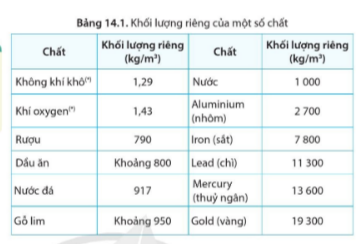 Bảng 14.1. Khối lượng riêng của một số chất
Chất Khối lượng riêng (kg/m³) Chất Khối lượng riêng (kg/m³)
Không khí khô(*) 1,29 Nước 1 000
Khí oxygen(*) 1,43 Aluminium (nhôm) 2 700
Rượu 790 Iron (sắt) 7 800
Dầu ăn Khoảng 800 Lead (chì) 11 300
Nước đá 917 Mercury (thuỷ ngân) 13 600
Gỗ lim Khoảng 950 Gold (vàng) 19 300